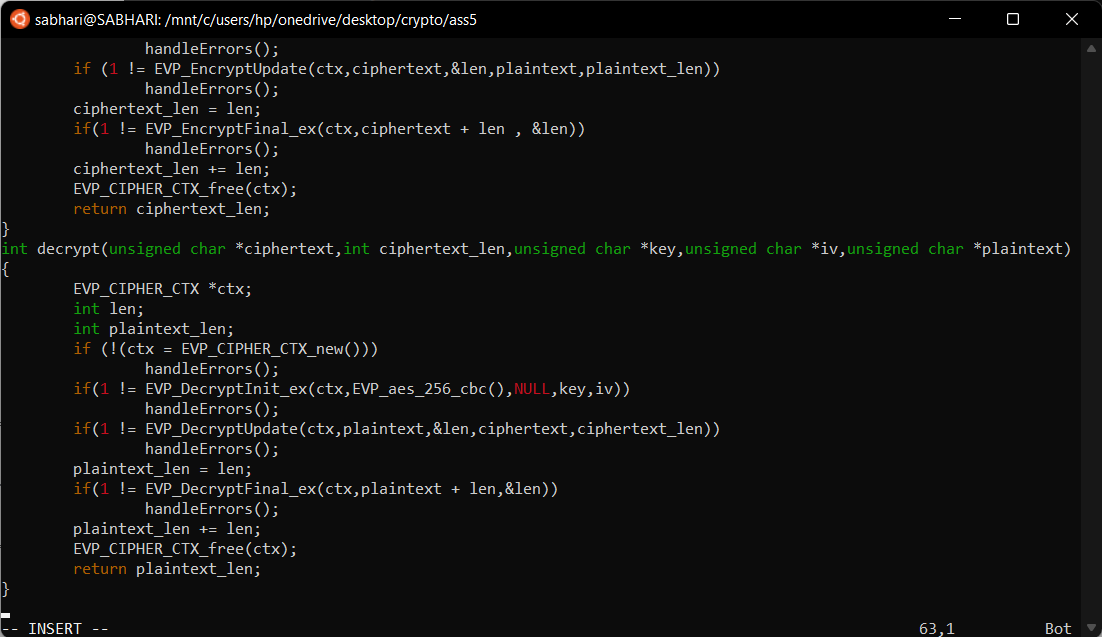 sabhari@SABHARI: /mnt/c/users/hp/onedrive/desktop/crypto/ass5
                handleErrors();
        if (1 != EVP_EncryptUpdate(ctx,ciphertext,&len,plaintext,plaintext_len))
                handleErrors();
        ciphertext_len = len;
        if(1 != EVP_EncryptFinal_ex(ctx,ciphertext + len , &len))
                handleErrors();
        ciphertext_len += len;
        EVP_CIPHER_CTX_free(ctx);
        return ciphertext_len;
}
int decrypt(unsigned char *ciphertext,int ciphertext_len,unsigned char *key,unsigned char *iv,unsigned char *plaintext)
{
        EVP_CIPHER_CTX *ctx;
        int len;
        int plaintext_len;
        if (!(ctx = EVP_CIPHER_CTX_new()))
                handleErrors();
        if(1 != EVP_DecryptInit_ex(ctx,EVP_aes_256_cbc(),NULL,key,iv))
                handleErrors();
        if(1 != EVP_DecryptUpdate(ctx,plaintext,&len,ciphertext,ciphertext_len))
                handleErrors();
        plaintext_len = len;
        if(1 != EVP_DecryptFinal_ex(ctx,plaintext + len,&len))
                handleErrors();
        plaintext_len += len;
        EVP_CIPHER_CTX_free(ctx);
        return plaintext_len;
}
-- INSERT -- 63,1 Bot